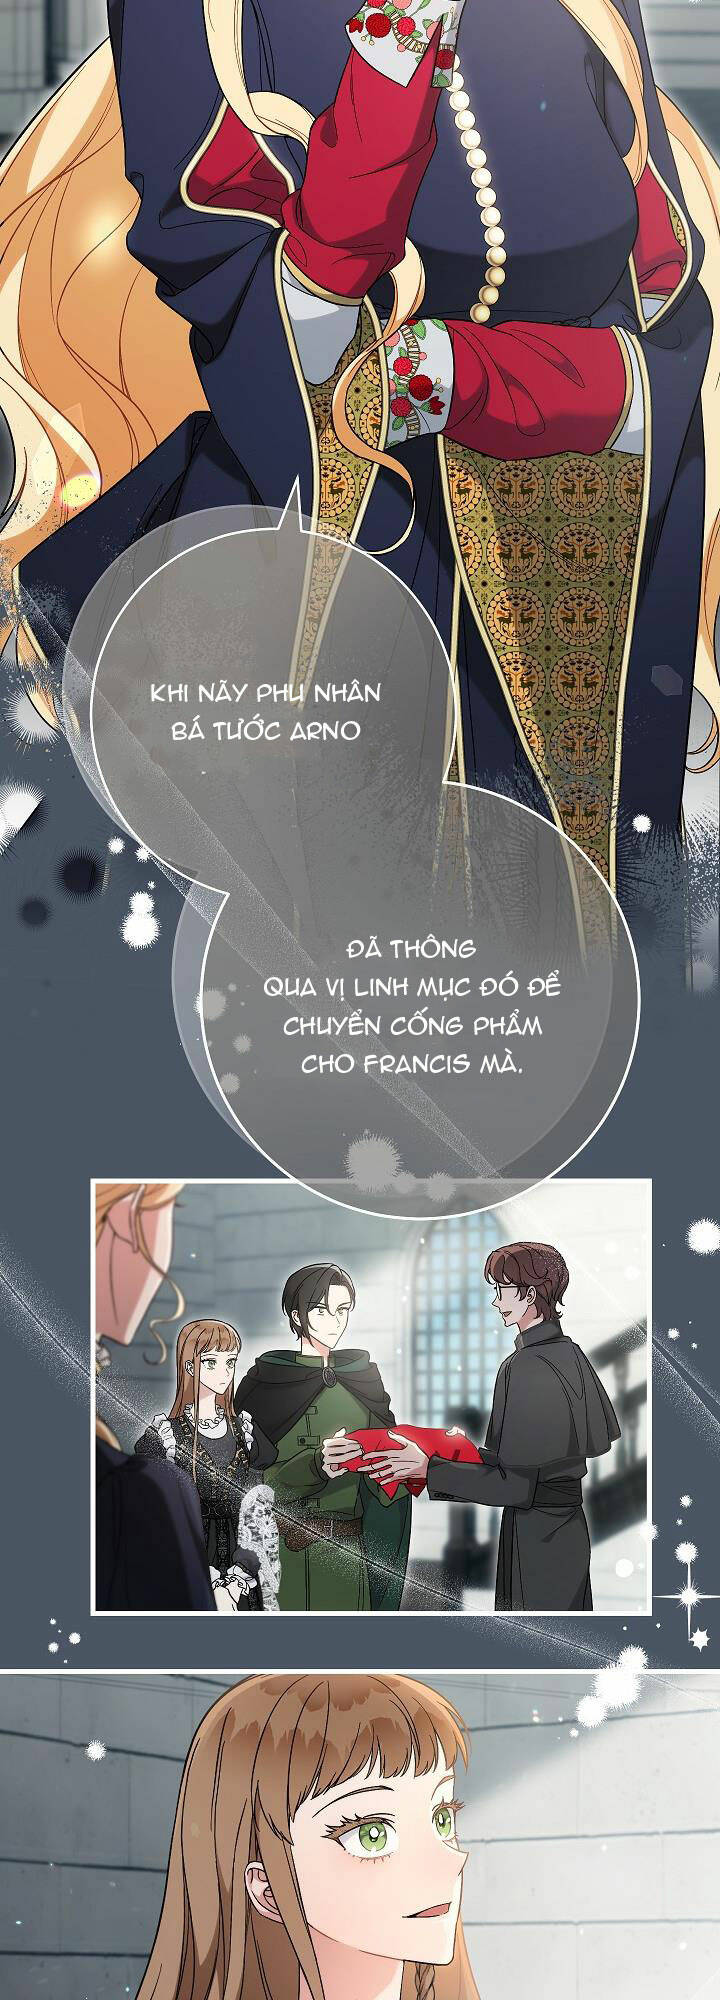 KHI NÃY PHU NHÂN
BÁ TƯỚC ARNO
ĐÃ THÔNG
QUA VỊ LINH MỤC ĐÓ ĐỂ
CHUYỂN CỐNG PHẨM
CHO FRANCIS MÀ.